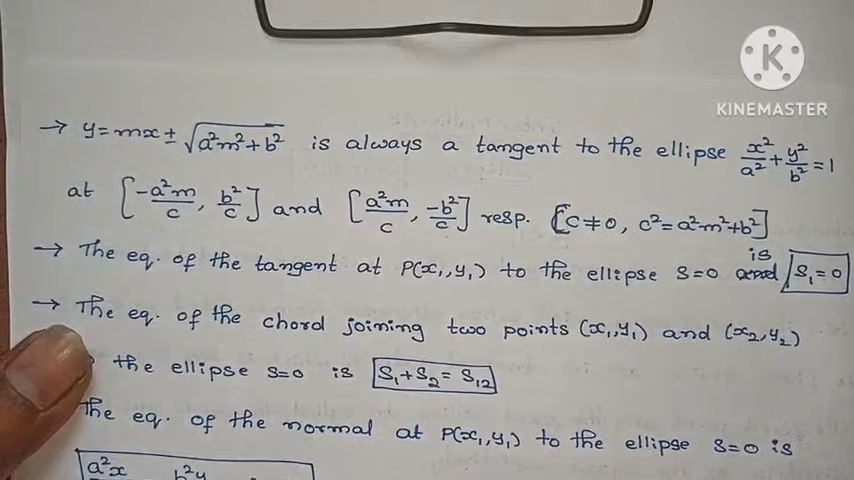 KINEMASTER
→ y = mx ± √(a²m² + b²) is always a tangent to the ellipse x²/a² + y²/b² = 1
at [-a²m/c, b²/c] and [a²m/c, -b²/c] resp. [c ≠ 0, c² = a²m² + b²]
→ The eq. of the tangent at P(x₁, y₁) to the ellipse S=0 is S₁ = 0
→ The eq. of the chord joining two points (x₁, y₁) and (x₂, y₂)
the ellipse S=0 is S₁ + S₂ = S₁₂
The eq. of the normal at P(x₁, y₁) to the ellipse S=0 is
a²x b²y